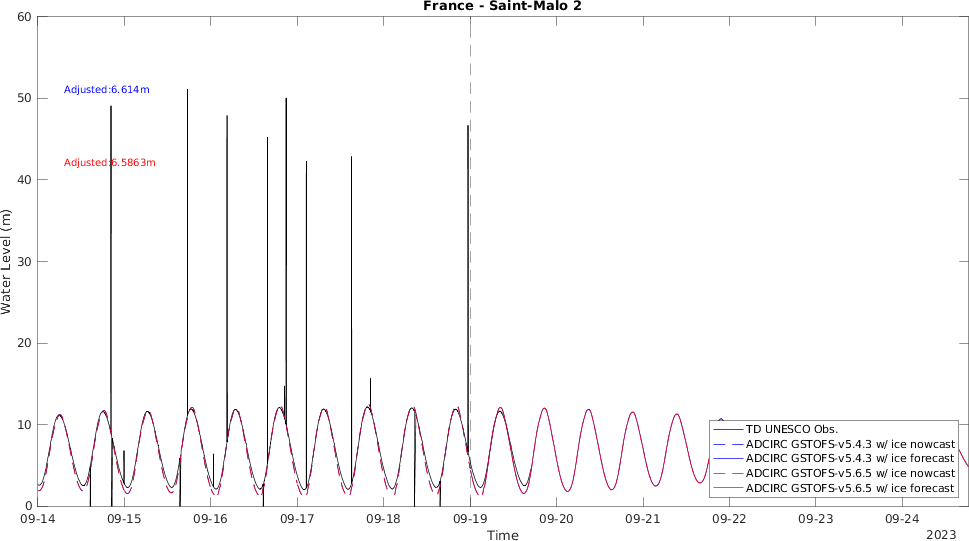 France - Saint-Malo 2
60
50
40
30
20
10
0
Water Level (m)
Adjusted:6.614m
Adjusted:6.5863m
TD UNESCO Obs.
ADCIRC GSTOFS-v5.4.3 w/ ice nowcast
ADCIRC GSTOFS-v5.4.3 w/ ice forecast
ADCIRC GSTOFS-v5.6.5 w/ ice nowcast
ADCIRC GSTOFS-v5.6.5 w/ ice forecast
09-14 09-15 09-16 09-17 09-18 09-19 09-20 09-21 09-22 09-23 09-24
Time
2023